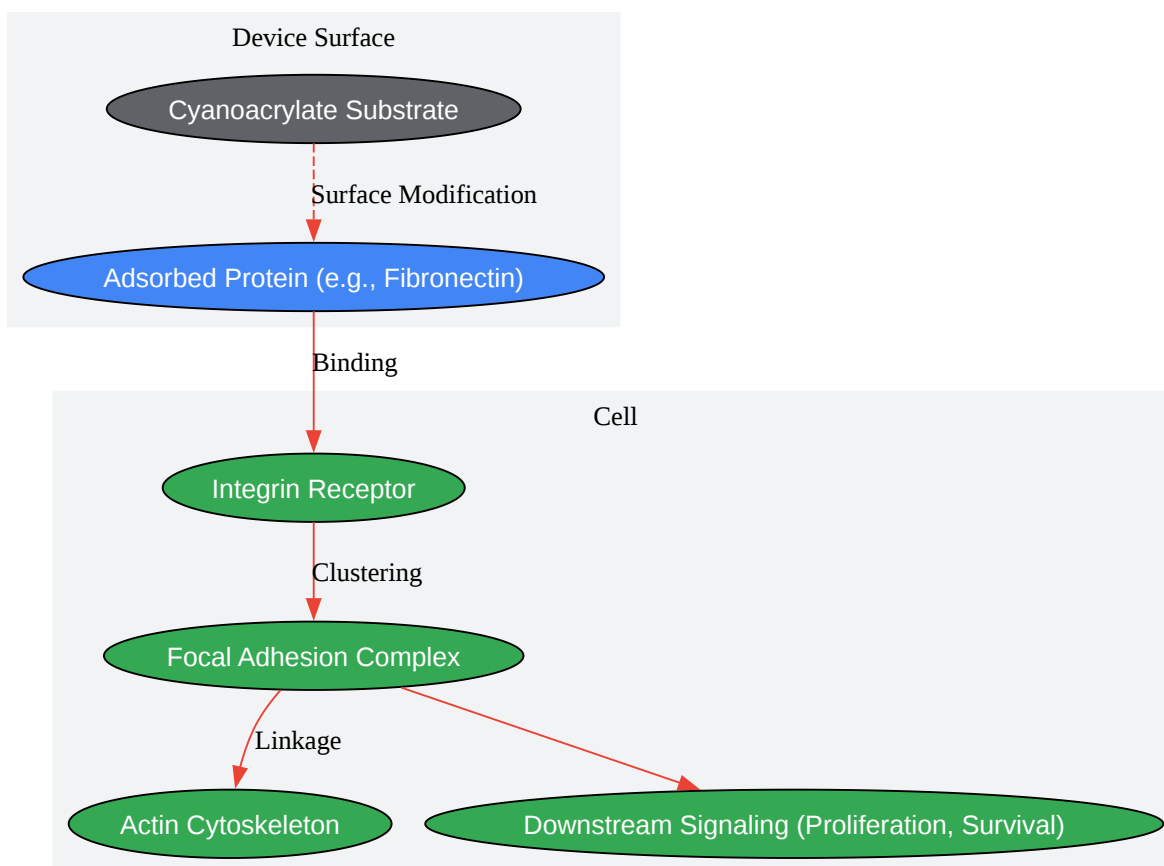 Device Surface
Cyanoacrylate Substrate
Surface Modification
Adsorbed Protein (e.g., Fibronectin)
Binding
Cell
Integrin Receptor
Clustering
Focal Adhesion Complex
Linkage
Actin Cytoskeleton
Downstream Signaling (Proliferation, Survival)